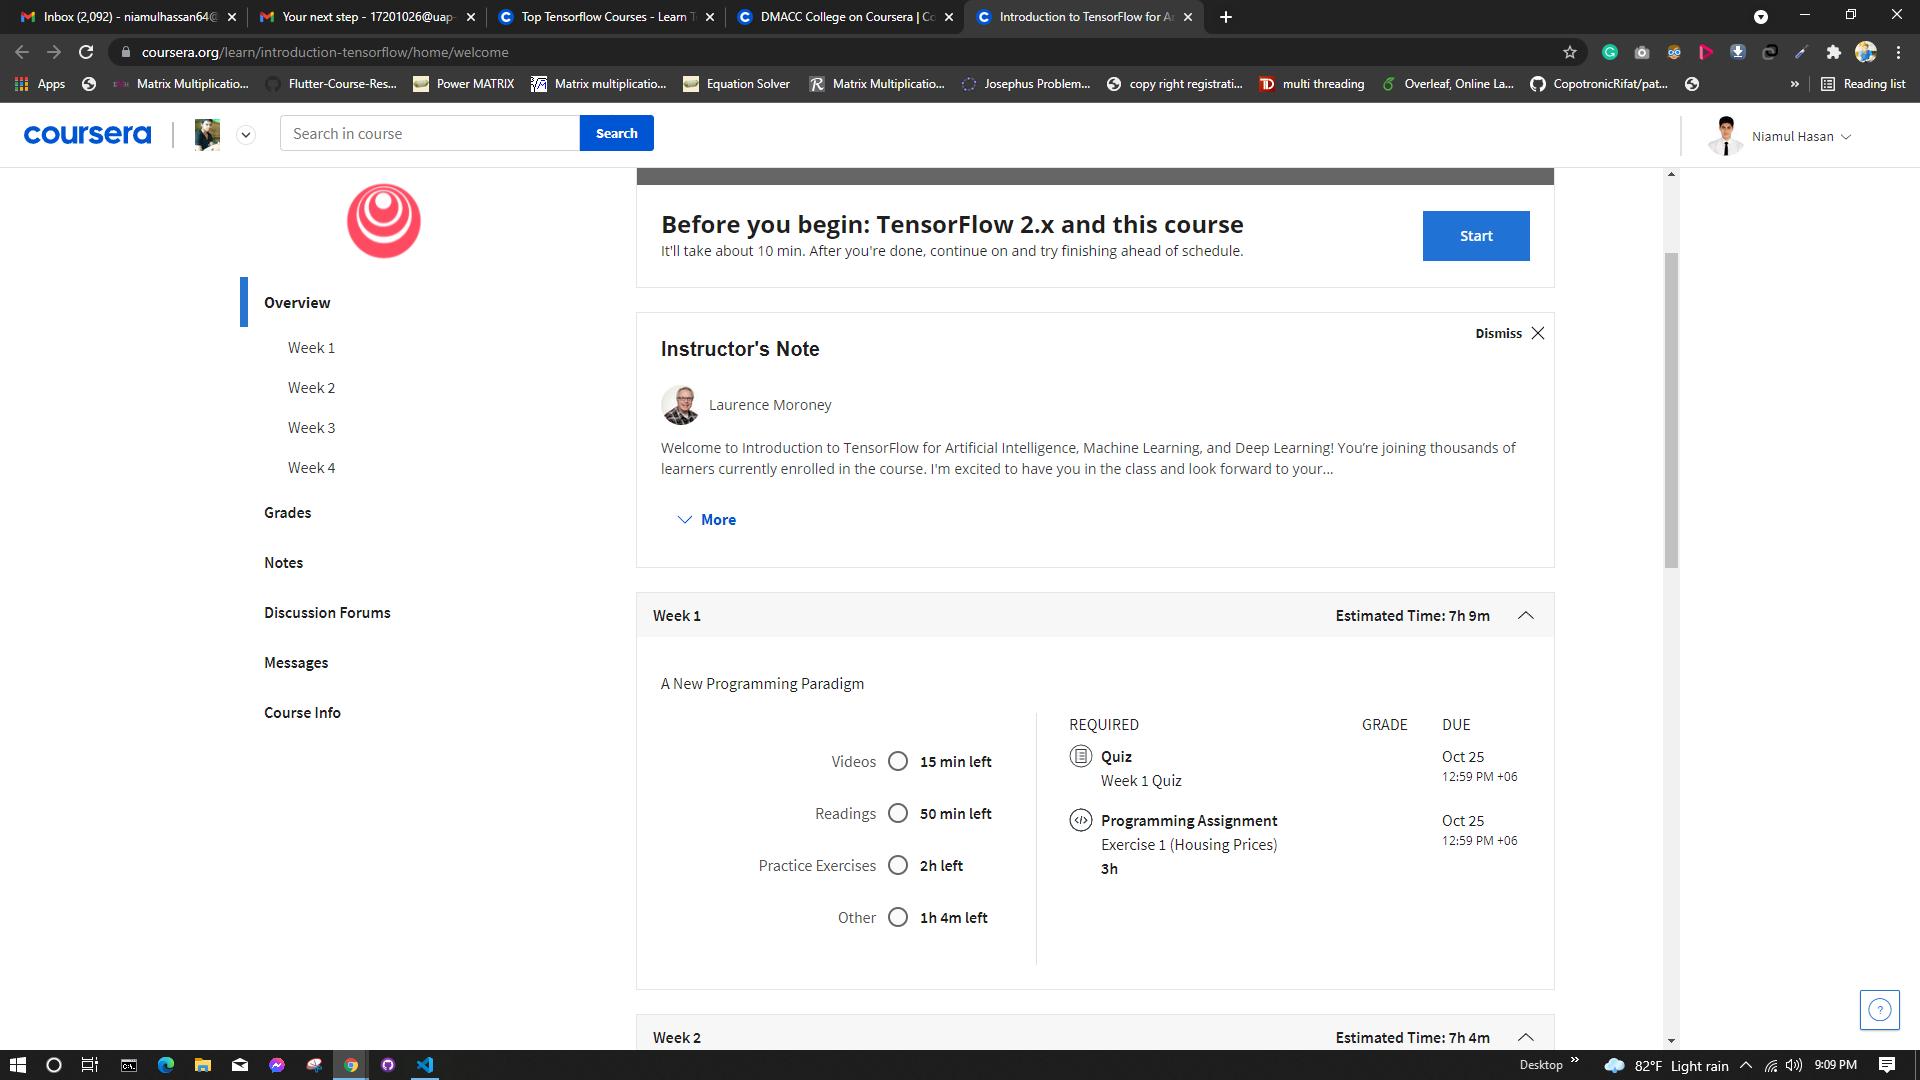 Inbox (2,092) - niamulhassan64@
Your next step - 17201026@uap-
Top Tensorflow Courses - Learn T
DMACC College on Coursera | Co
Introduction to TensorFlow for Ar
coursera.org/learn/introduction-tensorflow/home/welcome
Apps
Matrix Multiplicatio...
Flutter-Course-Res...
Power MATRIX
Matrix multiplicatio...
Equation Solver
Matrix Multiplicatio...
Josephus Problem...
copy right registrati...
multi threading
Overleaf, Online La...
CopotronicRifat/pat...
»
Reading list
coursera
Search in course
Search
Niamul Hasan
Before you begin: TensorFlow 2.x and this course
It'll take about 10 min. After you're done, continue on and try finishing ahead of schedule.
Start
Overview
Week 1
Week 2
Week 3
Week 4
Grades
Notes
Discussion Forums
Messages
Course Info
Dismiss
Instructor's Note
Laurence Moroney
Welcome to Introduction to TensorFlow for Artificial Intelligence, Machine Learning, and Deep Learning! You’re joining thousands of
learners currently enrolled in the course. I'm excited to have you in the class and look forward to your...
More
Week 1 Estimated Time: 7h 9m
A New Programming Paradigm
Videos 15 min left
Readings 50 min left
Practice Exercises 2h left
Other 1h 4m left
REQUIRED GRADE DUE
Quiz Oct 25
Week 1 Quiz 12:59 PM +06
Programming Assignment Oct 25
Exercise 1 (Housing Prices) 12:59 PM +06
3h
Week 2 Estimated Time: 7h 4m
?
Desktop »
82°F Light rain
9:09 PM